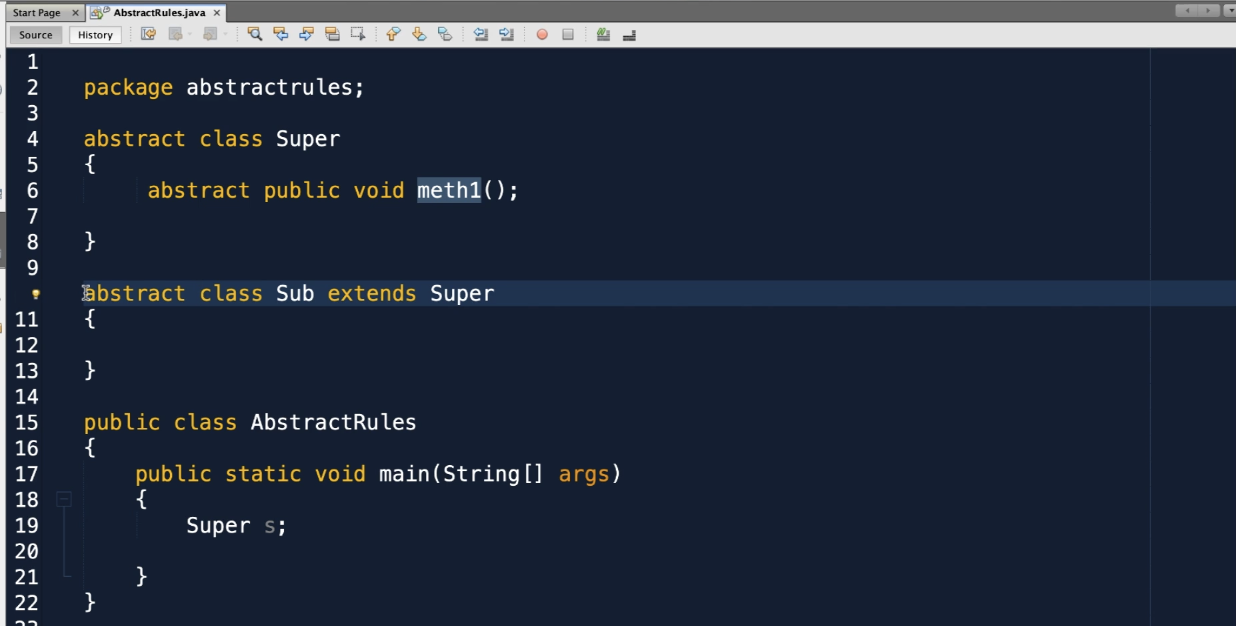 Start Page × AbstractRules.java ×
Source History
1
2 package abstractrules;
3
4 abstract class Super
5 {
6 abstract public void meth1();
7
8 }
9
abstract class Sub extends Super
11 {
12
13 }
14
15 public class AbstractRules
16 {
17 public static void main(String[] args)
18 {
19 Super s;
20
21 }
22 }